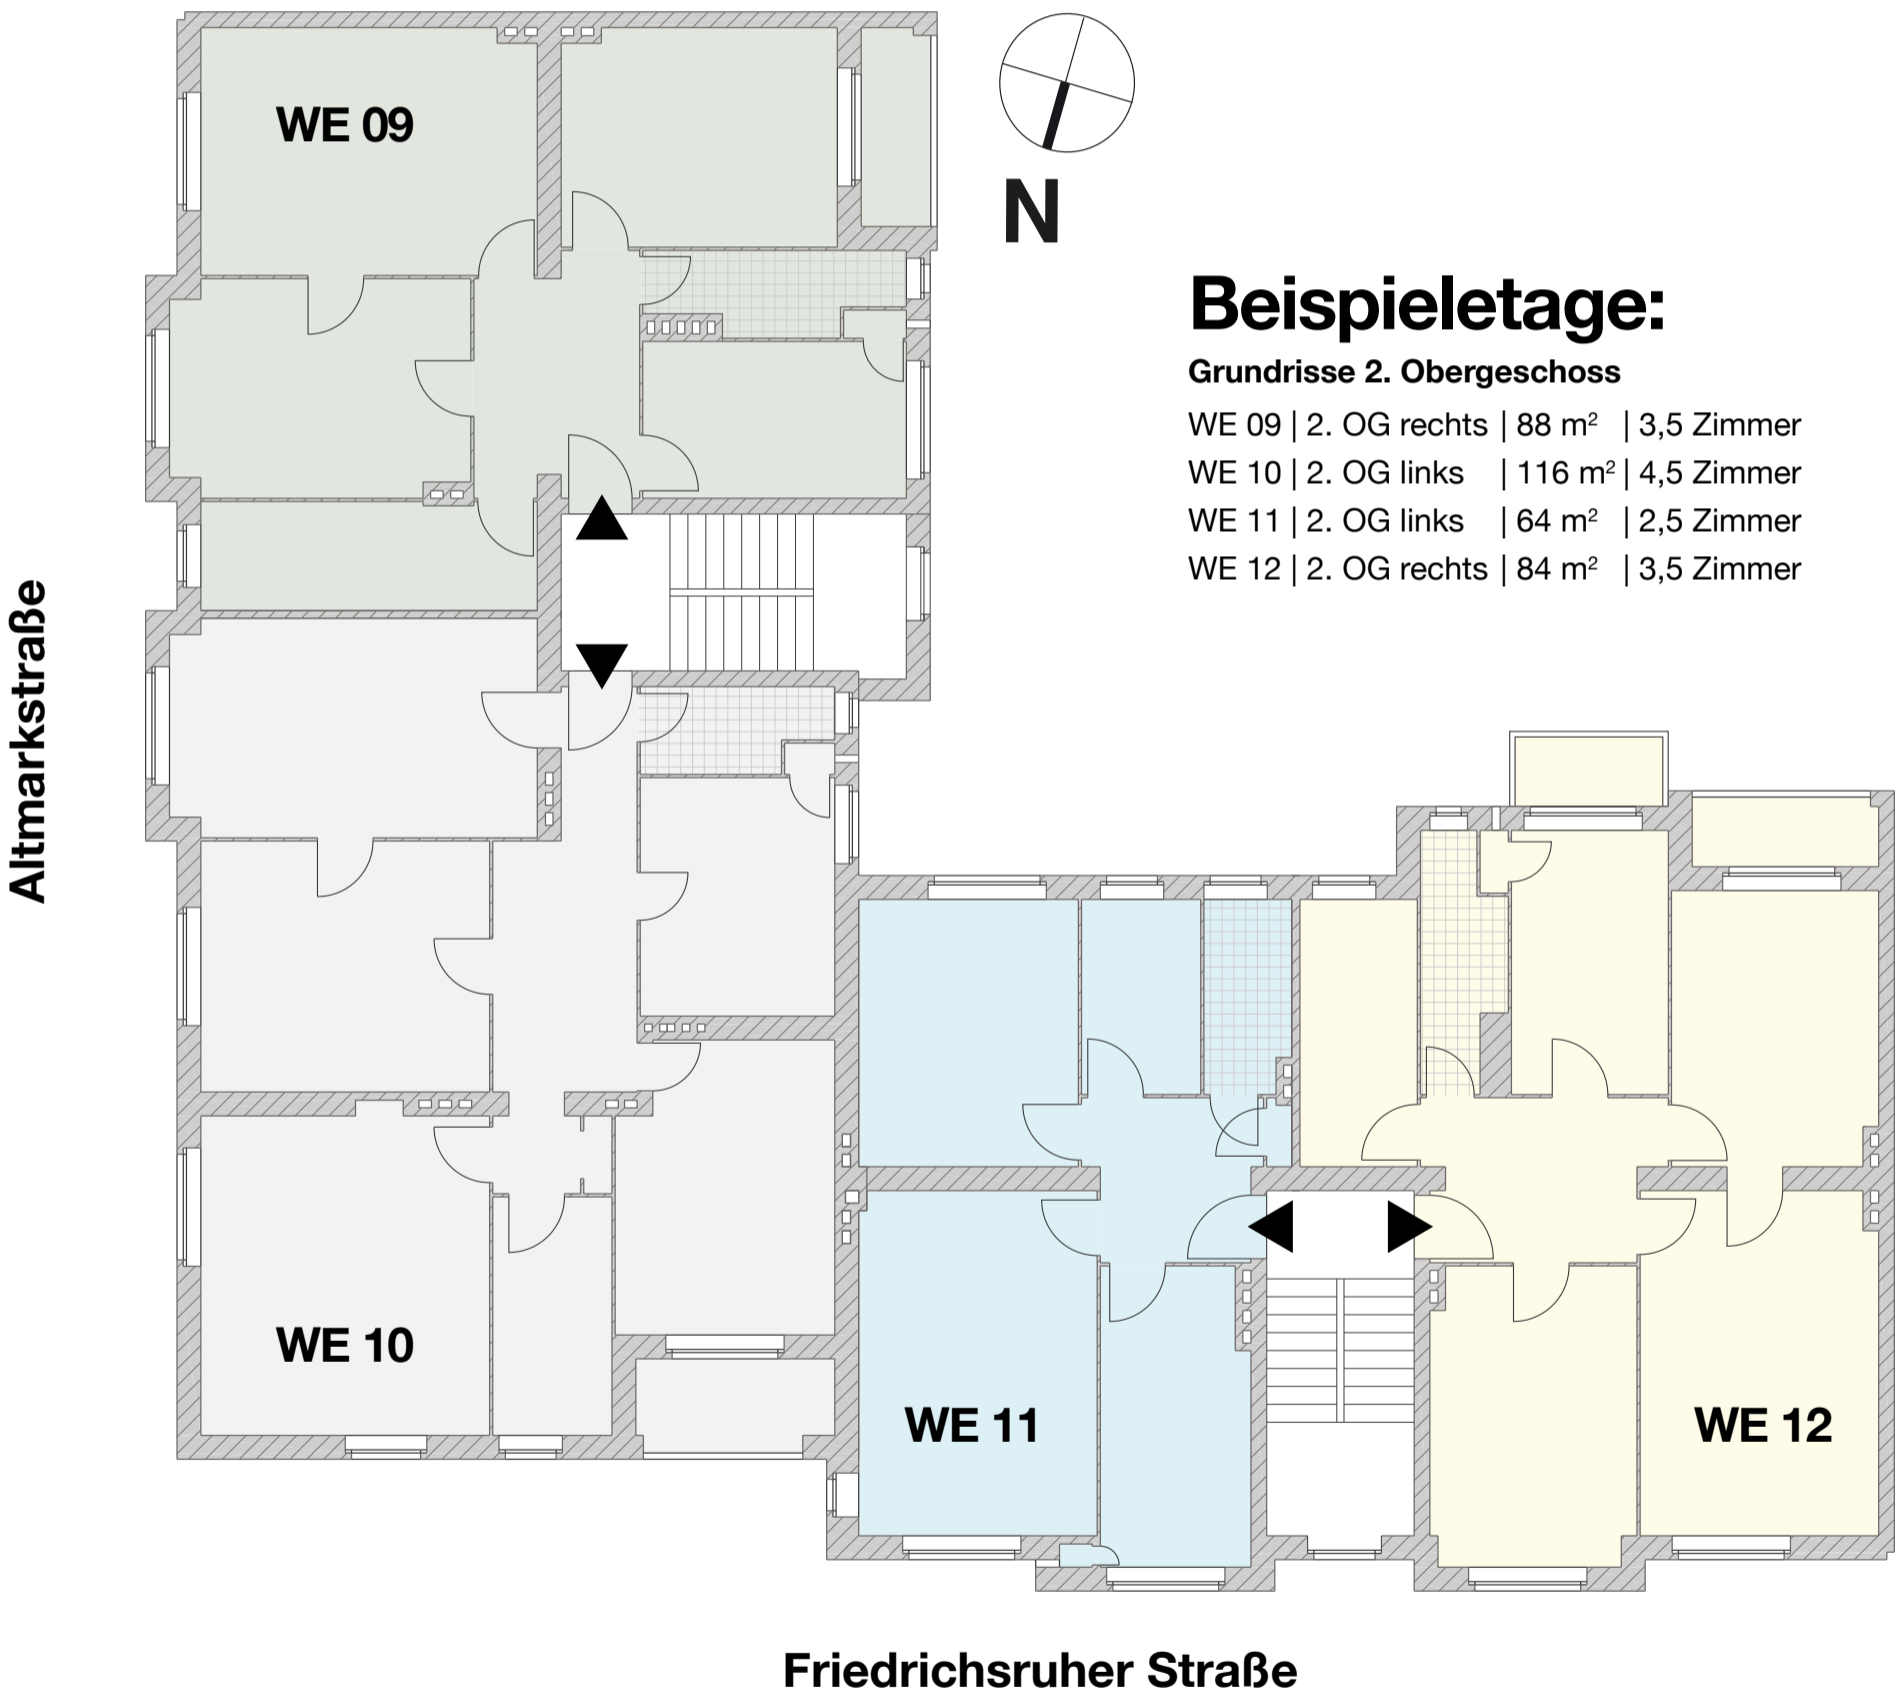 WE 09
N
Beispieletage:
Grundrisse 2. Obergeschoss
WE 09 | 2. OG rechts | 88 m² | 3,5 Zimmer
WE 10 | 2. OG links | 116 m² | 4,5 Zimmer
WE 11 | 2. OG links | 64 m² | 2,5 Zimmer
WE 12 | 2. OG rechts | 84 m² | 3,5 Zimmer
Altmarkstraße
WE 10
WE 11
WE 12
Friedrichsruher Straße